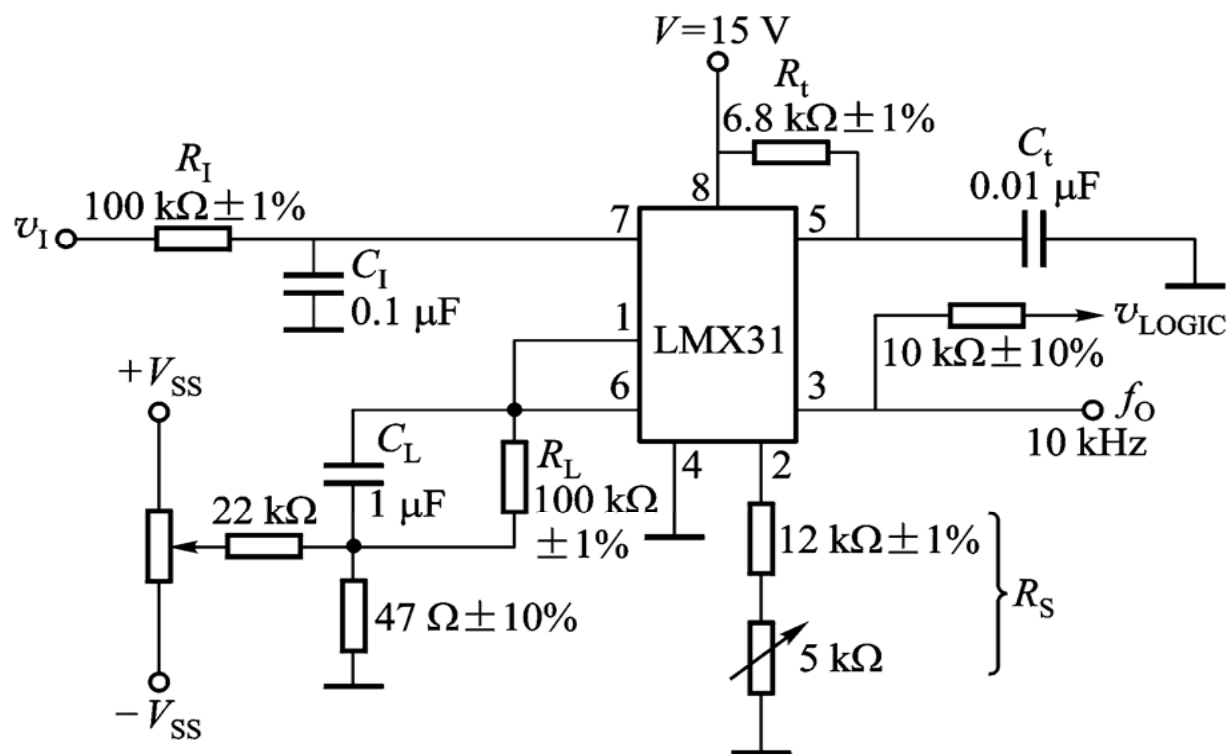 V=15 V
R_t
6.8 kΩ±1%
C_t
0.01 μF
R_I
100 kΩ±1%
8
v_I
7
5
C_I
0.1 μF
1
LMX31
v_LOGIC
10 kΩ±10%
+V_SS
6
3
f_O
10 kHz
C_L
1 μF
R_L
100 kΩ
±1%
4
2
22 kΩ
12 kΩ±1%
R_S
47 Ω±10%
5 kΩ
−V_SS